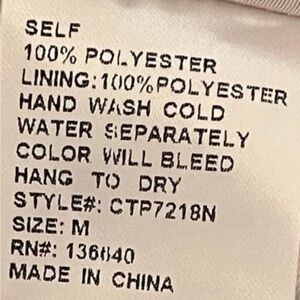 SELF
100% POLYESTER
LINING:100%POLYESTER
HAND WASH COLD
WATER SEPARATELY
COLOR WILL BLEED
HANG TO DRY
STYLE#: CTP7218N
SIZE: M
RN#: 136840
MADE IN CHINA